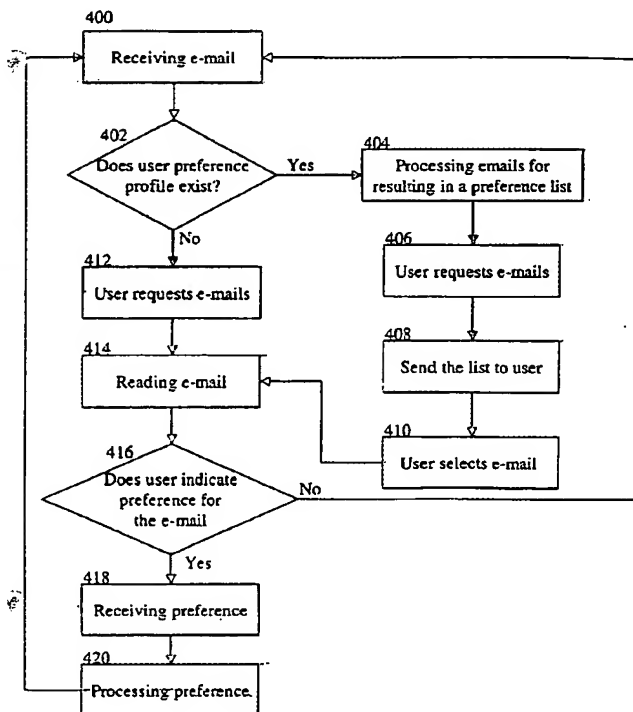 400
Receiving e-mail
402
Does user preference
profile exist?
Yes
404
Processing emails for
resulting in a preference list
No
412
User requests e-mails
406
User requests e-mails
414
Reading e-mail
408
Send the list to user
410
User selects e-mail
416
Does user indicate
preference for
the e-mail
No
Yes
418
Receiving preference
420
Processing preference.